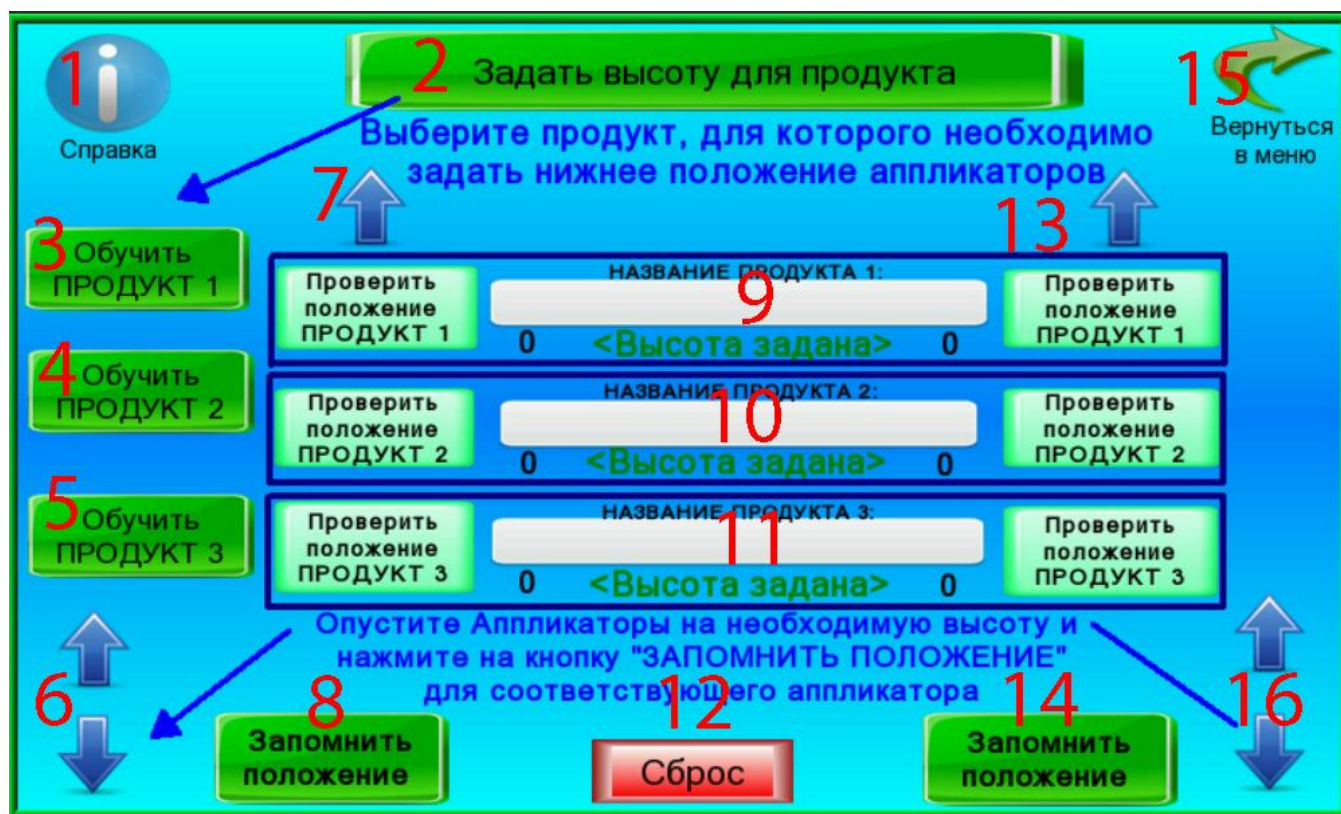 1
Справка
2 Задать высоту для продукта
15
Вернуться
в меню
Выберите продукт, для которого необходимо
задать нижнее положение аппликаторов
7
13
3 Обучить
ПРОДУКТ 1
Проверить
положение
ПРОДУКТ 1
НАЗВАНИЕ ПРОДУКТА 1:
9
0 <Высота задана> 0
Проверить
положение
ПРОДУКТ 1
4 Обучить
ПРОДУКТ 2
Проверить
положение
ПРОДУКТ 2
НАЗВАНИЕ ПРОДУКТА 2:
10
0 <Высота задана> 0
Проверить
положение
ПРОДУКТ 2
5 Обучить
ПРОДУКТ 3
Проверить
положение
ПРОДУКТ 3
НАЗВАНИЕ ПРОДУКТА 3:
11
0 <Высота задана> 0
Проверить
положение
ПРОДУКТ 3
Опустите Аппликаторы на необходимую высоту и
нажмите на кнопку "ЗАПОМНИТЬ ПОЛОЖЕНИЕ"
для соответствующего аппликатора
6
8
Запомнить
положение
12
Сброс
14
Запомнить
положение
16